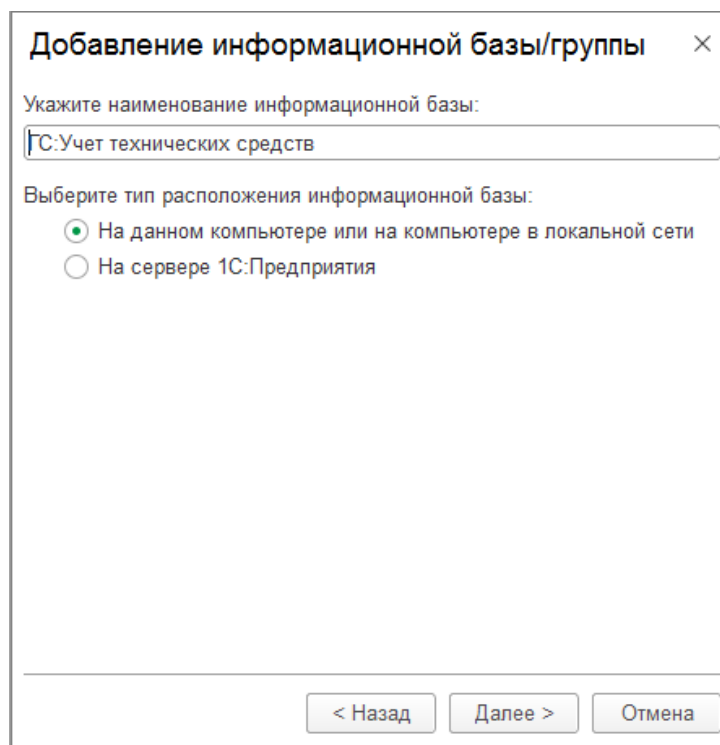 Добавление информационной базы/группы
Укажите наименование информационной базы:
ГС:Учет технических средств
Выберите тип расположения информационной базы:
На данном компьютере или на компьютере в локальной сети
На сервере 1С:Предприятия
< Назад Далее > Отмена